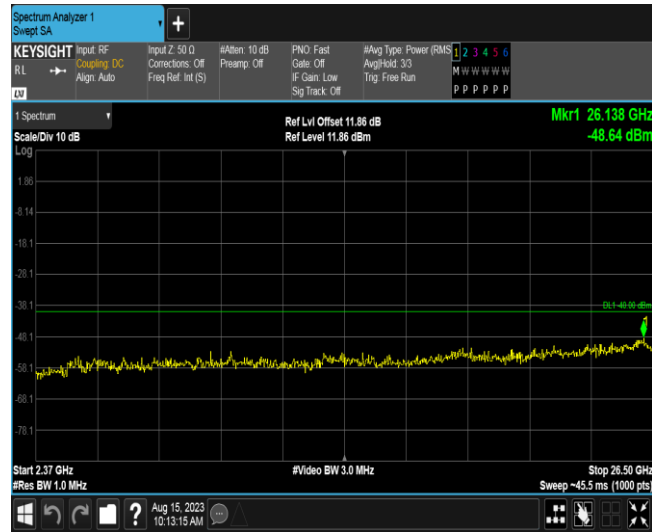 Spectrum Analyzer 1
Swept SA
+
KEYSIGHT Input: RF Input Z: 50 Ω #Atten: 10 dB PNO: Fast #Avg Type: Power (RMS 1 2 3 4 5 6
RL Coupling: DC Corrections: Off Preamp: Off Gate: Off Avg|Hold: 3/3 M W W W W W
Align: Auto Freq Ref: Int (S) IF Gain: Low Trig: Free Run
LXI Sig Track: Off P P P P P P
1 Spectrum Ref Lvl Offset 11.86 dB Mkr1 26.138 GHz
Scale/Div 10 dB Ref Level 11.86 dBm -48.64 dBm
Log
1.86
-8.14
-18.1
-28.1
-38.1 DL1 -40.00 dBm
1
-48.1
-58.1
-68.1
-78.1
Start 2.37 GHz #Video BW 3.0 MHz Stop 26.50 GHz
#Res BW 1.0 MHz Sweep ~45.5 ms (1000 pts)
? Aug 15, 2023
10:13:15 AM